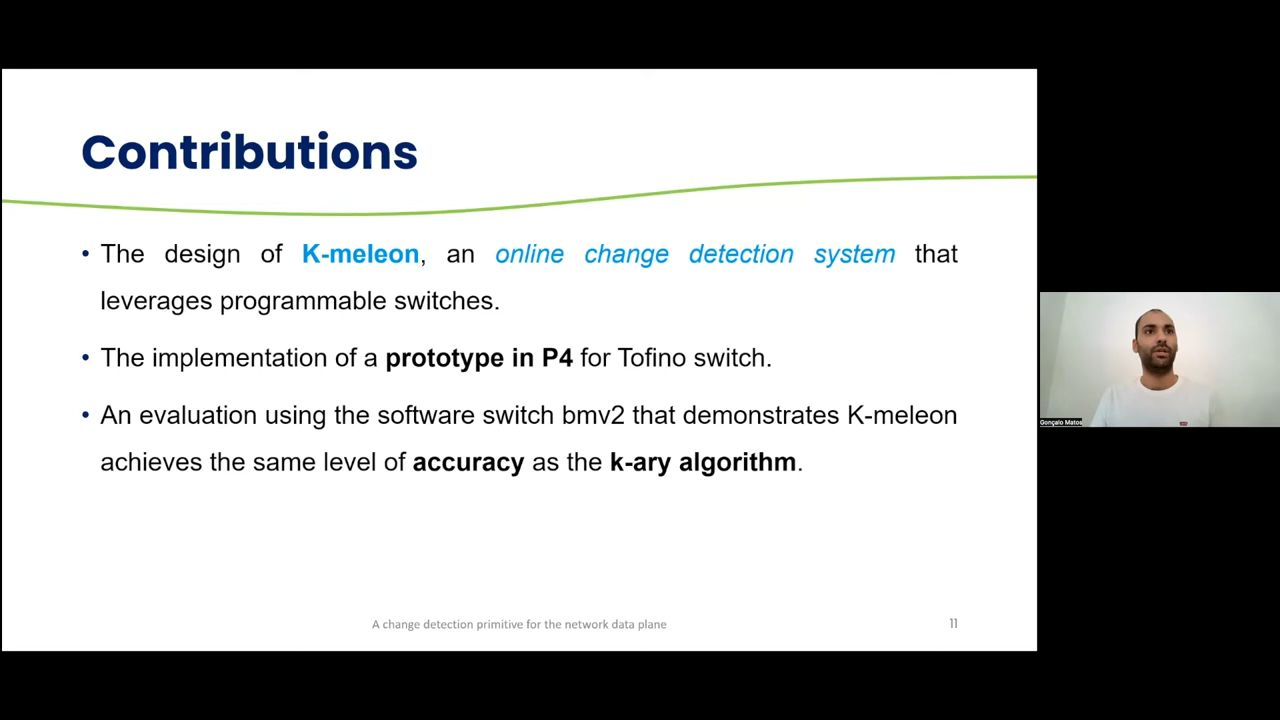 Contributions
• The design of K-meleon, an online change detection system that
leverages programmable switches.
• The implementation of a prototype in P4 for Tofino switch.
• An evaluation using the software switch bmv2 that demonstrates K-meleon
achieves the same level of accuracy as the k-ary algorithm.
A change detection primitive for the network data plane
11
Gonçalo Matos